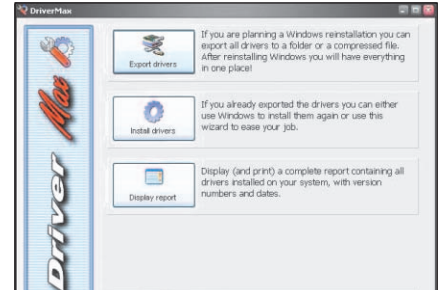 DriverMax
Driver Max
Export drivers
If you are planning a Windows reinstallation you can
export all drivers to a folder or a compressed file.
After reinstalling Windows you will have everything
in one place!
Install drivers
If you already exported the drivers you can either
use Windows to install them again or use this
wizard to ease your job.
Display report
Display (and print) a complete report containing all
drivers installed on your system, with version
numbers and dates.